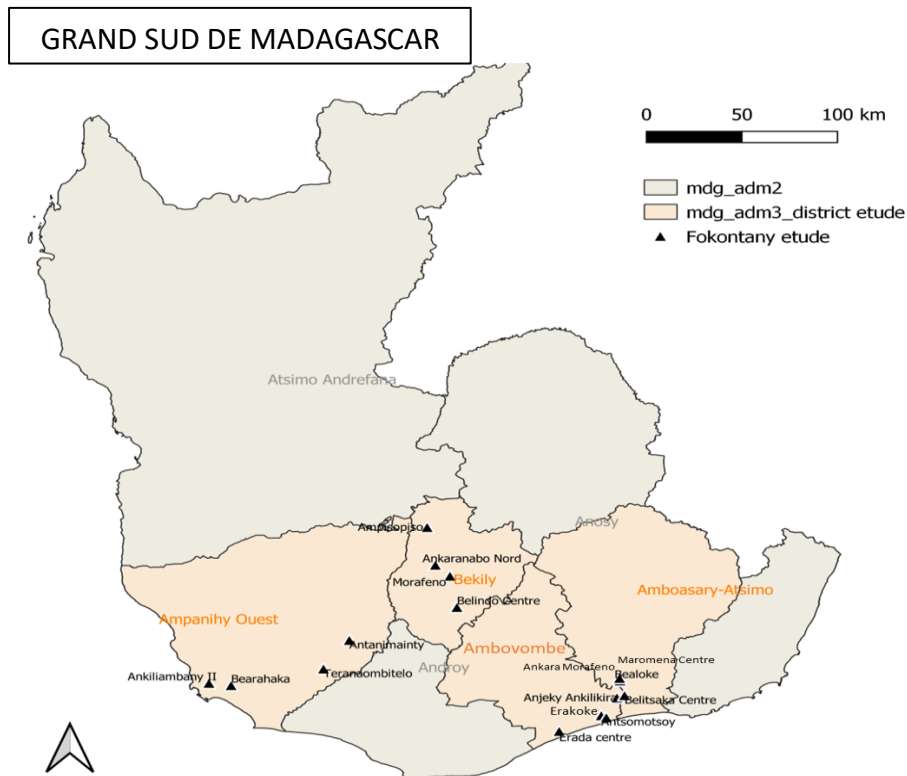 GRAND SUD DE MADAGASCAR
0 50 100 km
mdg_adm2
mdg_adm3_district etude
Fokontany etude
Atsimo Andrefana
Ampisopiso
Anosy
Ankaranabo Nord
Morafeno
Bekily
Amboasary-Atsimo
Belindo Centre
Ampanihy Ouest
Antanimainty
Ambovombe
Androy
Ankara Morafeno
Maromena Centre
Ankiliambany II
Bearahaka
Teranaombitelo
Bealoke
Anjeky Ankilikira
Belitsaka Centre
Erakoke
Antsomotsoy
Erada centre